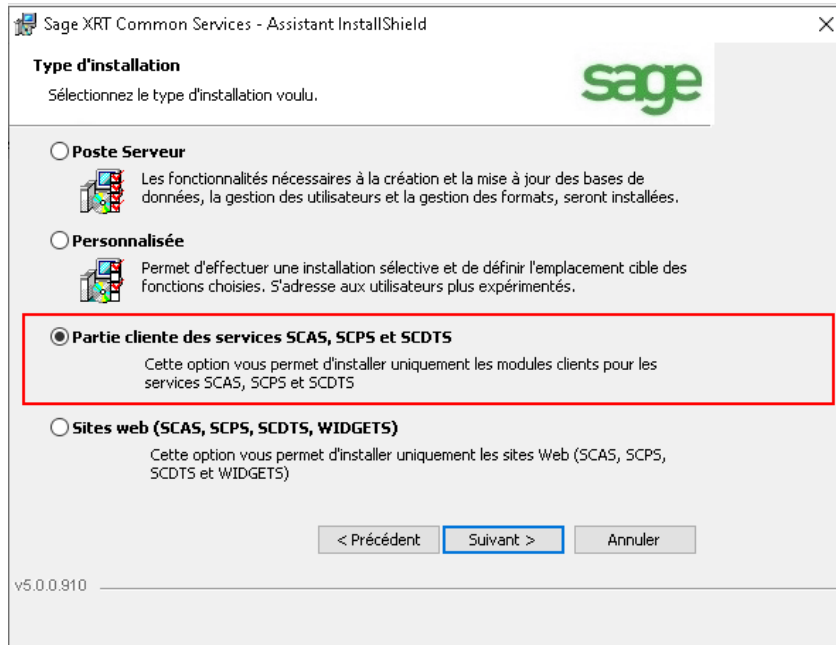 Sage XRT Common Services - Assistant InstallShield
Type d'installation
Sélectionnez le type d'installation voulu.
sage
Poste Serveur
Les fonctionnalités nécessaires à la création et la mise à jour des bases de
données, la gestion des utilisateurs et la gestion des formats, seront installées.
Personnalisée
Permet d'effectuer une installation sélective et de définir l'emplacement cible des
fonctions choisies. S'adresse aux utilisateurs plus expérimentés.
Partie cliente des services SCAS, SCPS et SCDTS
Cette option vous permet d'installer uniquement les modules clients pour les
services SCAS, SCPS et SCDTS
Sites web (SCAS, SCPS, SCDTS, WIDGETS)
Cette option vous permet d'installer uniquement les sites Web (SCAS, SCPS,
SCDTS et WIDGETS)
< Précédent Suivant > Annuler
v5.0.0.910